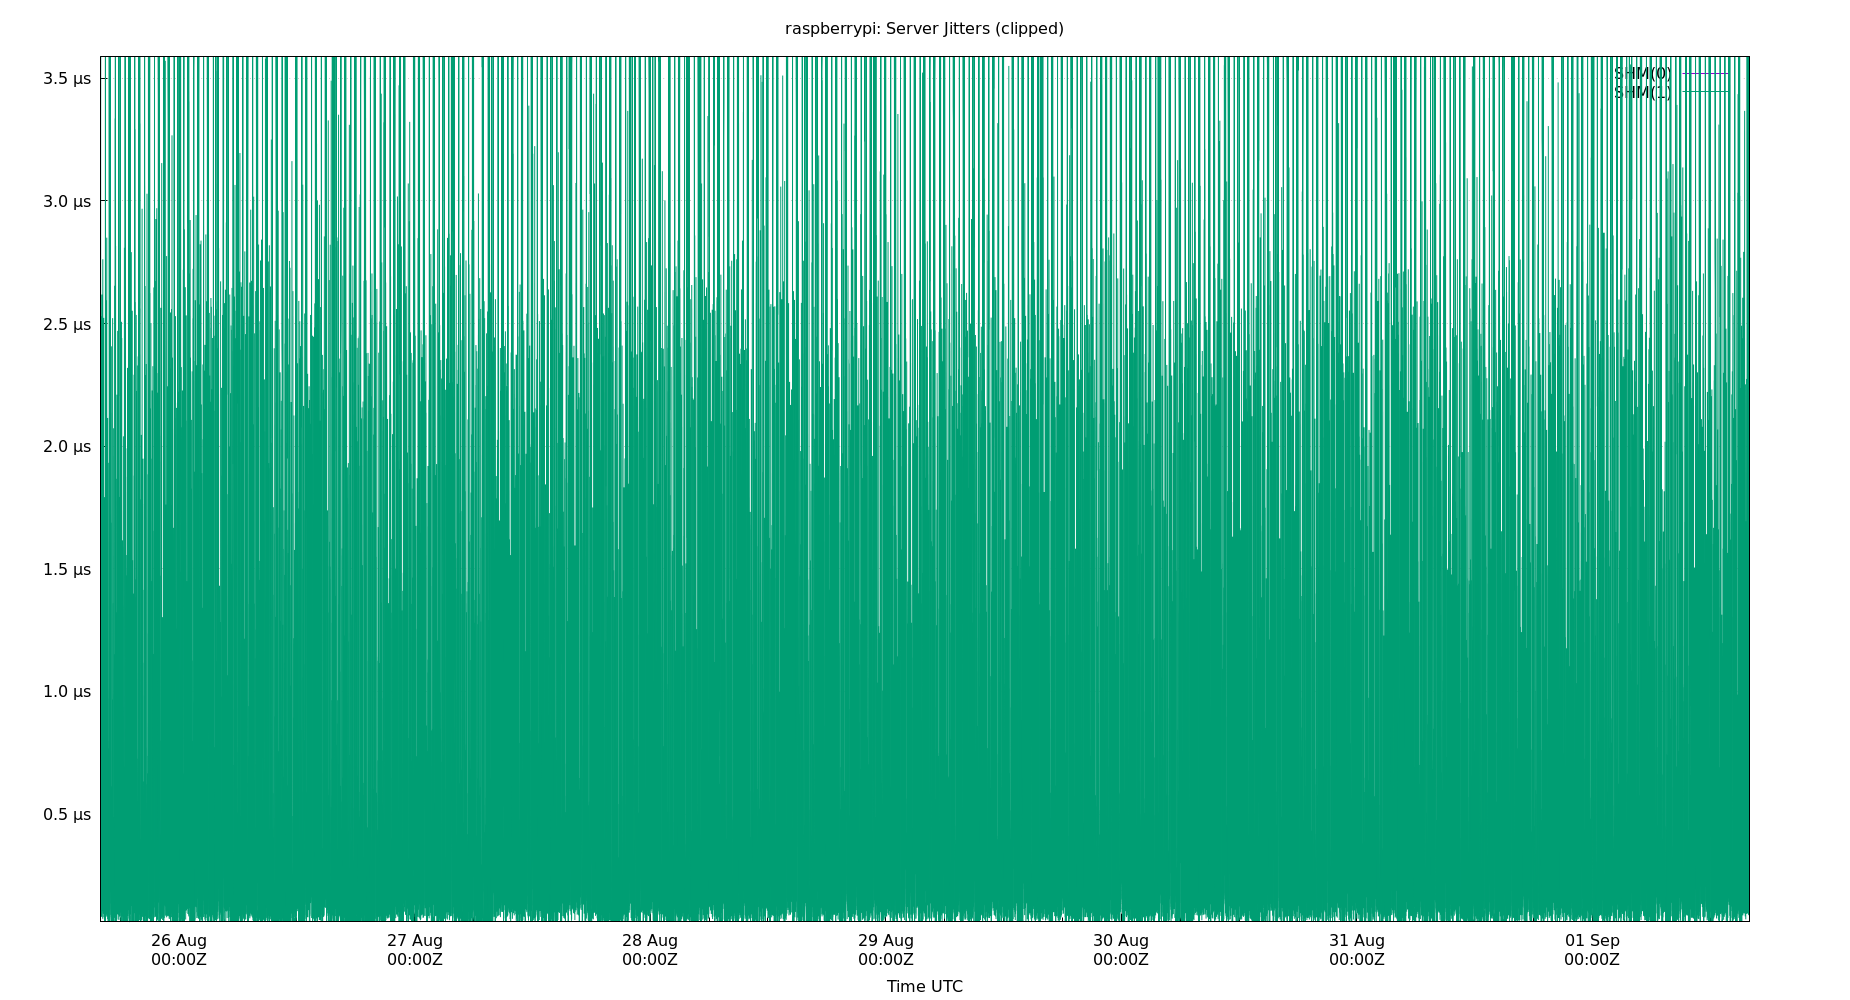 raspberrypi: Server Jitters (clipped)
3.5 µs
3.0 µs
2.5 µs
2.0 µs
1.5 µs
1.0 µs
0.5 µs
SHM(0)
SHM(1)
26 Aug
00:00Z
27 Aug
00:00Z
28 Aug
00:00Z
29 Aug
00:00Z
30 Aug
00:00Z
31 Aug
00:00Z
01 Sep
00:00Z
Time UTC